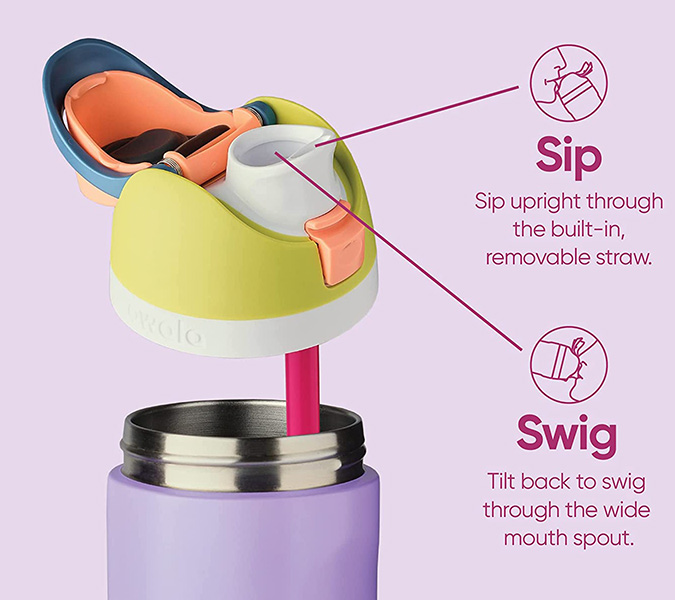 Sip
Sip upright through
the built-in,
removable straw.
owala
Swig
Tilt back to swig
through the wide
mouth spout.